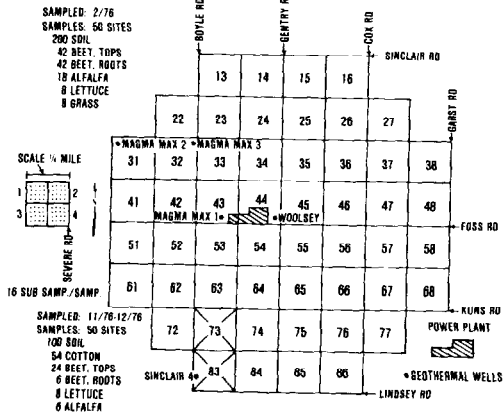 SAMPLED: 2/76
SAMPLES: 50 SITES
200 SOIL
42 BEET. TOPS
42 BEET. ROOTS
18 ALFALFA
8 LETTUCE
8 GRASS
BOYLE RD
GENTRY RD
COX RD
SINCLAIR RD
GARST RD
13 14 15 16
22 23 24 25 26 27
MAGMA MAX 2 MAGMA MAX 3
31 32 33 34 35 36 37 38
SCALE ¼ MILE
1 2
3 4
SEVERE RD
16 SUB SAMP./SAMP.
41 42 43 44 45 46 47 48
MAGMA MAX 1 WOOLSEY
FOSS RD
51 52 53 54 55 56 57 58
61 62 63 64 65 66 67 68
KUNS RD
72 73 74 75 76 77
POWER PLANT
SINCLAIR 4 83 84 85 86
GEOTHERMAL WELLS
LINDSEY RD
SAMPLED: 11/76-12/76
SAMPLES: 50 SITES
100 SOIL
54 COTTON
24 BEET. TOPS
6 BEET. ROOTS
8 LETTUCE
6 ALFALFA